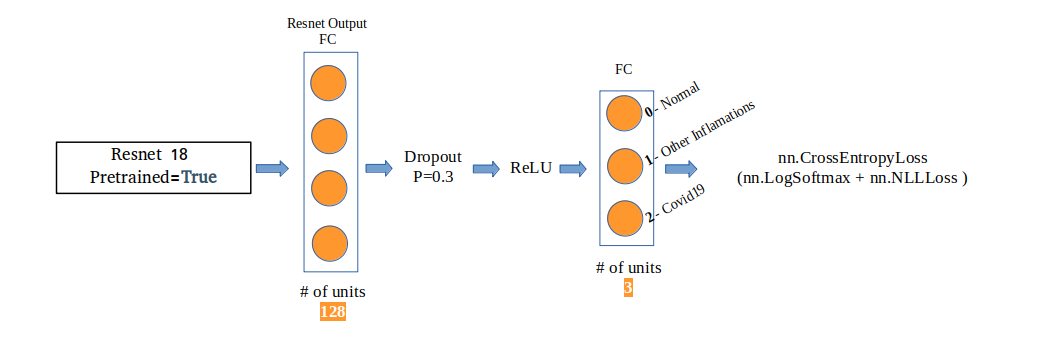 Resnet Output
FC
Resnet 18
Pretrained=True
# of units
128
Dropout
P=0.3
ReLU
FC
0 - Normal
1 - Other Inflamations
2 - Covid19
# of units
3
nn.CrossEntropyLoss
(nn.LogSoftmax + nn.NLLLoss )